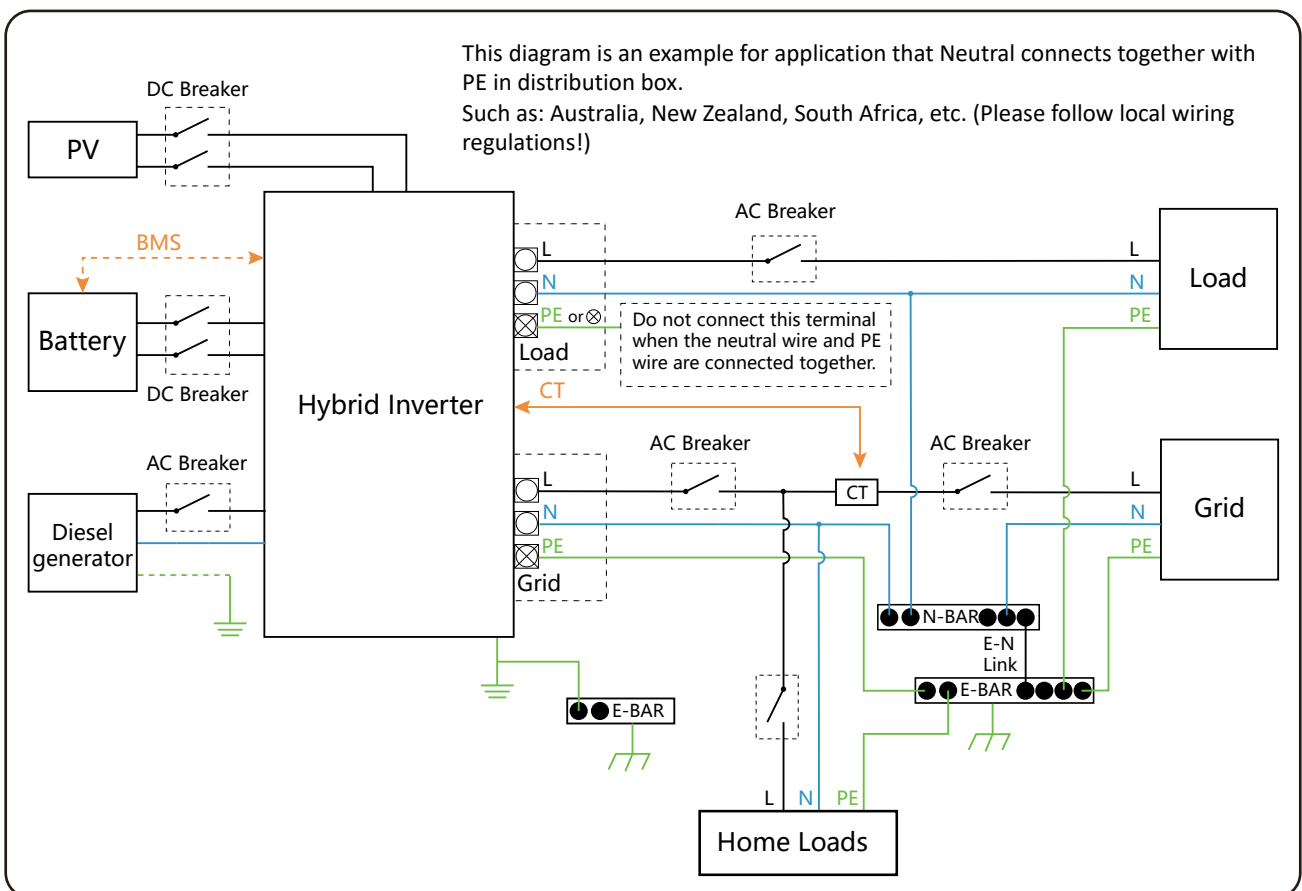 This diagram is an example for application that Neutral connects together with
PE in distribution box.
Such as: Australia, New Zealand, South Africa, etc. (Please follow local wiring
regulations!)
DC Breaker
PV
AC Breaker
BMS
L
L
N
N
Load
PE or⊗
PE
Do not connect this terminal
when the neutral wire and PE
wire are connected together.
Load
Battery
DC Breaker
CT
Hybrid Inverter
AC Breaker
AC Breaker
AC Breaker
L
CT
L
N
N
Grid
Diesel
generator
PE
PE
Grid
N-BAR
E-N
Link
E-BAR
E-BAR
L
N
PE
Home Loads